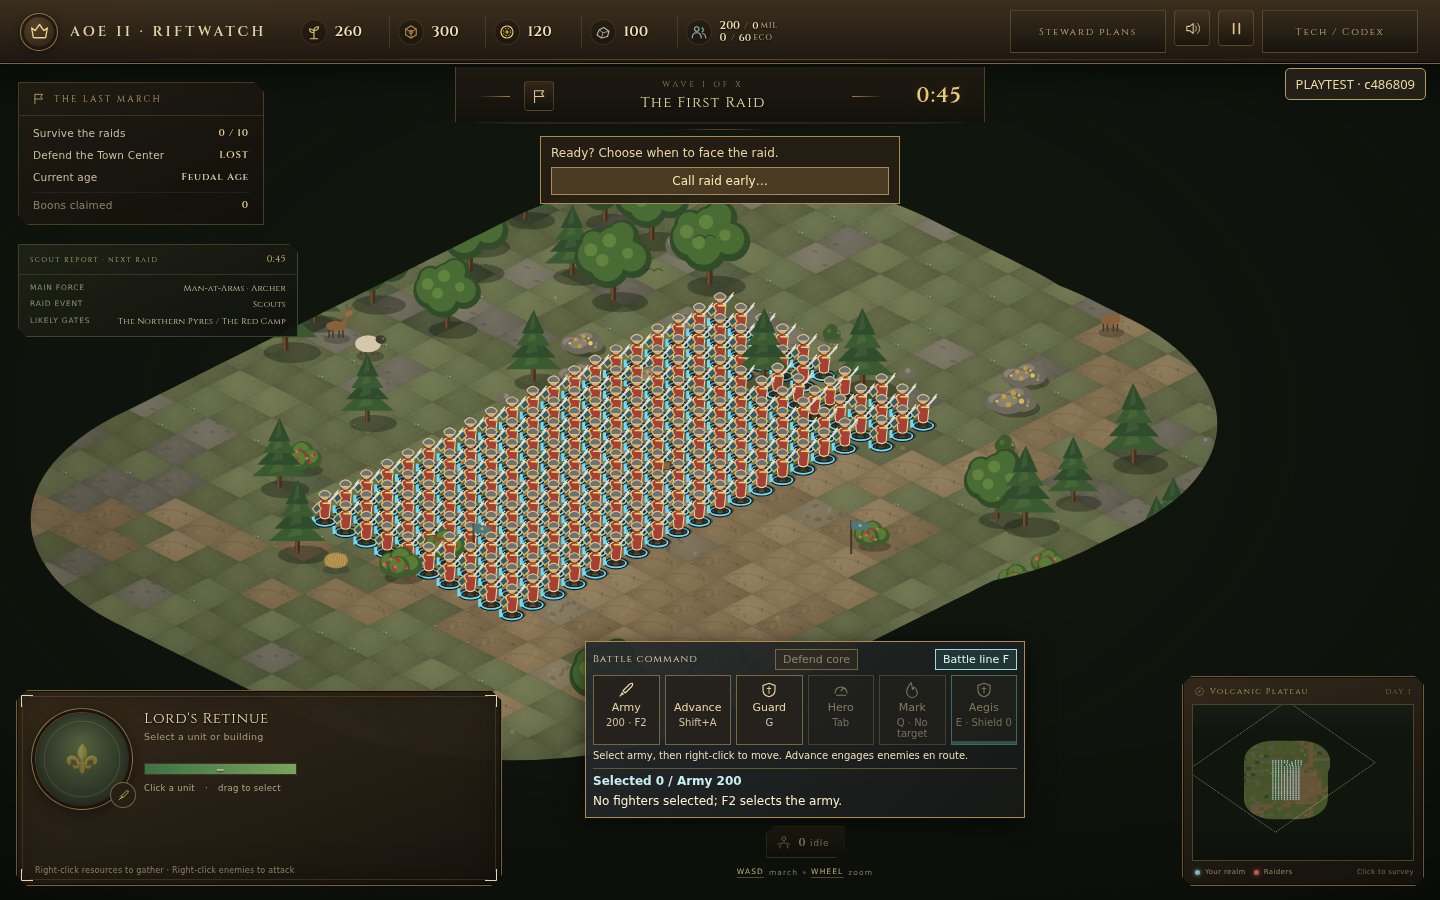 AOE II · RIFTWATCH
260
300
120
100
200 / 0 MIL
0 / 60 ECO
Steward plans
Tech / Codex
THE LAST MARCH
Survive the raids 0 / 10
Defend the Town Center LOST
Current age Feudal Age
Boons claimed 0
WAVE I OF X
The First Raid
0:45
PLAYTEST · c486809
Ready? Choose when to face the raid.
Call raid early…
SCOUT REPORT · NEXT RAID 0:45
MAIN FORCE Man-at-Arms · Archer
RAID EVENT Scouts
LIKELY GATES The Northern Pyres / The Red Camp
Battle command
Defend core
Battle line F
Army
200 · F2
Advance
Shift+A
Guard
G
Hero
Tab
Mark
Q · No target
Aegis
E · Shield 0
Select army, then right-click to move. Advance engages enemies en route.
Selected 0 / Army 200
No fighters selected; F2 selects the army.
Lord's Retinue
Select a unit or building
Click a unit · drag to select
Right-click resources to gather · Right-click enemies to attack
0 idle
WASD march + WHEEL zoom
Volcanic Plateau DAY 1
Your realm Raiders Click to survey